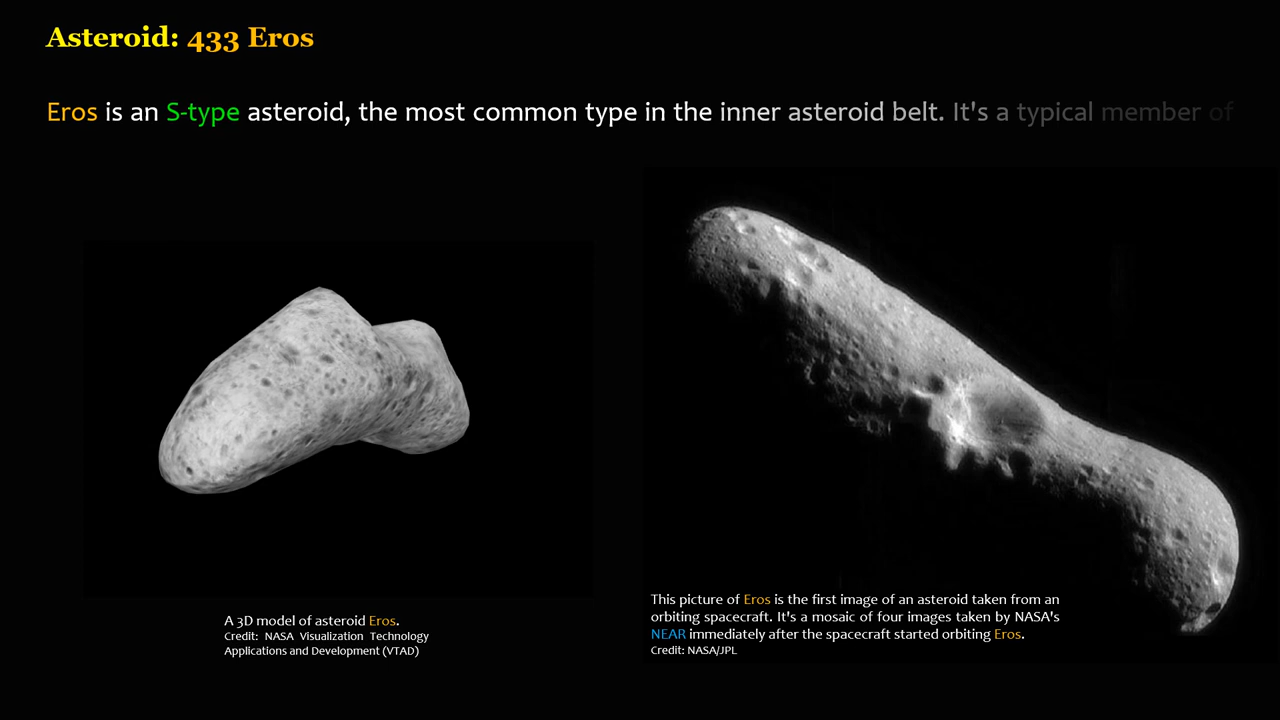 Asteroid: 433 Eros
Eros is an S-type asteroid, the most common type in the inner asteroid belt. It's a typical member of
A 3D model of asteroid Eros.
Credit: NASA Visualization Technology
Applications and Development (VTAD)
This picture of Eros is the first image of an asteroid taken from an
orbiting spacecraft. It's a mosaic of four images taken by NASA's
NEAR immediately after the spacecraft started orbiting Eros.
Credit: NASA/JPL